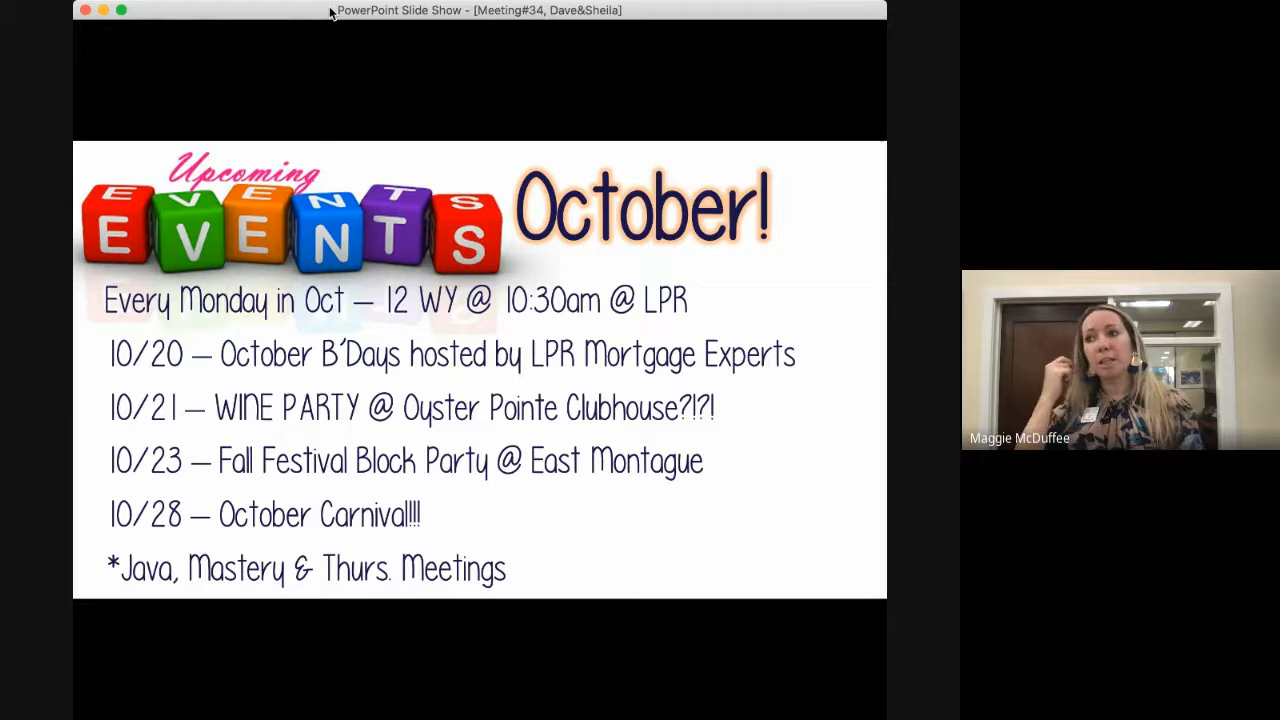 PowerPoint Slide Show - [Meeting#34, Dave&Sheila]
Upcoming
EVENTS
EVENTS
October!
Every Monday in Oct – 12 WY @ 10:30am @ LPR
10/20 – October B'Days hosted by LPR Mortgage Experts
10/21 – WINE PARTY @ Oyster Pointe Clubhouse?!?!
10/23 – Fall Festival Block Party @ East Montague
10/28 – October Carnival!!!!
*Java, Mastery & Thurs. Meetings
Maggie McDuffee